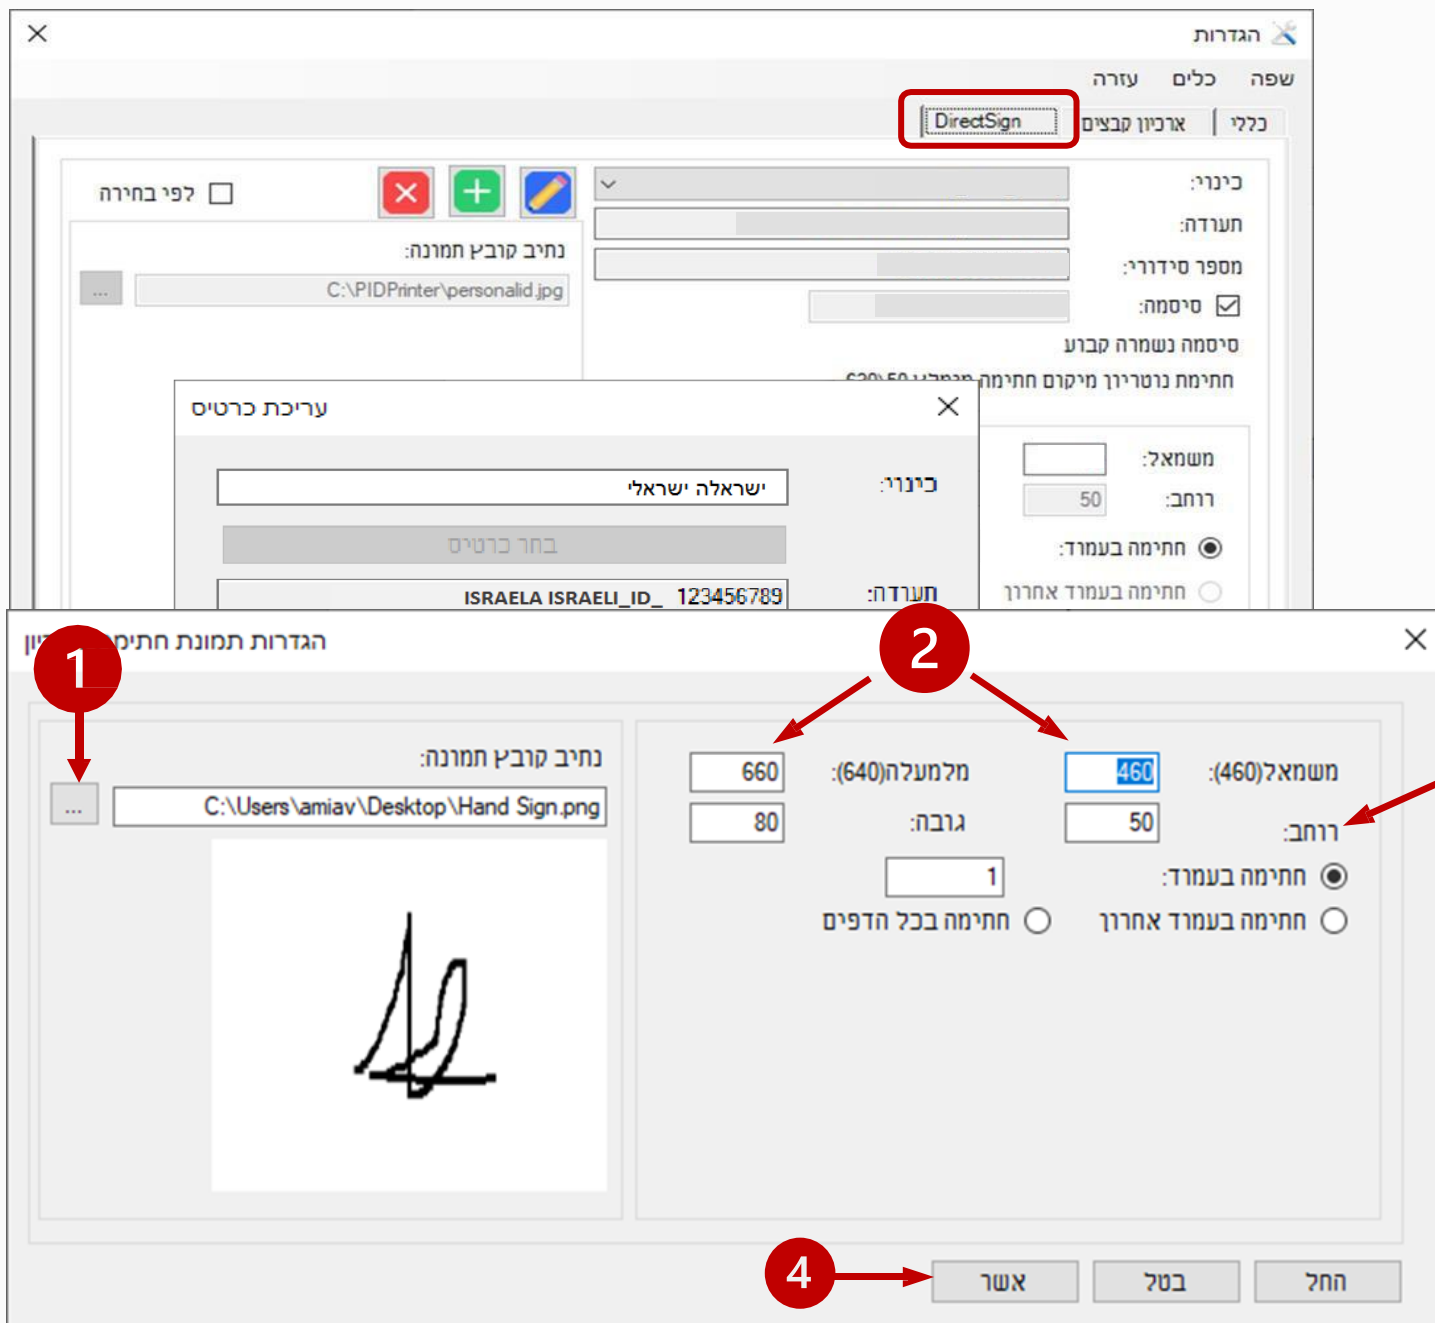 הגדרות
שפה כלים עזרה
כללי ארכיון קבצים DirectSign
כינוי:
לפי בחירה
תעודה:
נתיב קובץ תמונה:
מספר סידורי:
... C:\PIDPrinter\personalid.jpg
סיסמה:
סיסמה נשמרה קבוע
חתימת נוטריון מיקום חתימה
עריכת כרטיס
משמאל:
כינוי: ישראלה ישראלי
רוחב: 50
בחר כרטיס
חתימה בעמוד:
תעודה: ISRAELA ISRAELI_ID_ 123456789
חתימה בעמוד אחרון
הגדרות תמונת
1
2
נתיב קובץ תמונה:
... C:\Users\amiav\Desktop\Hand Sign.png
משמאל(460): 460 מלמעלה(640): 660
רוחב: 50 גובה: 80
חתימה בעמוד: 1
חתימה בעמוד אחרון חתימה בכל הדפים
4
החל בטל אשר